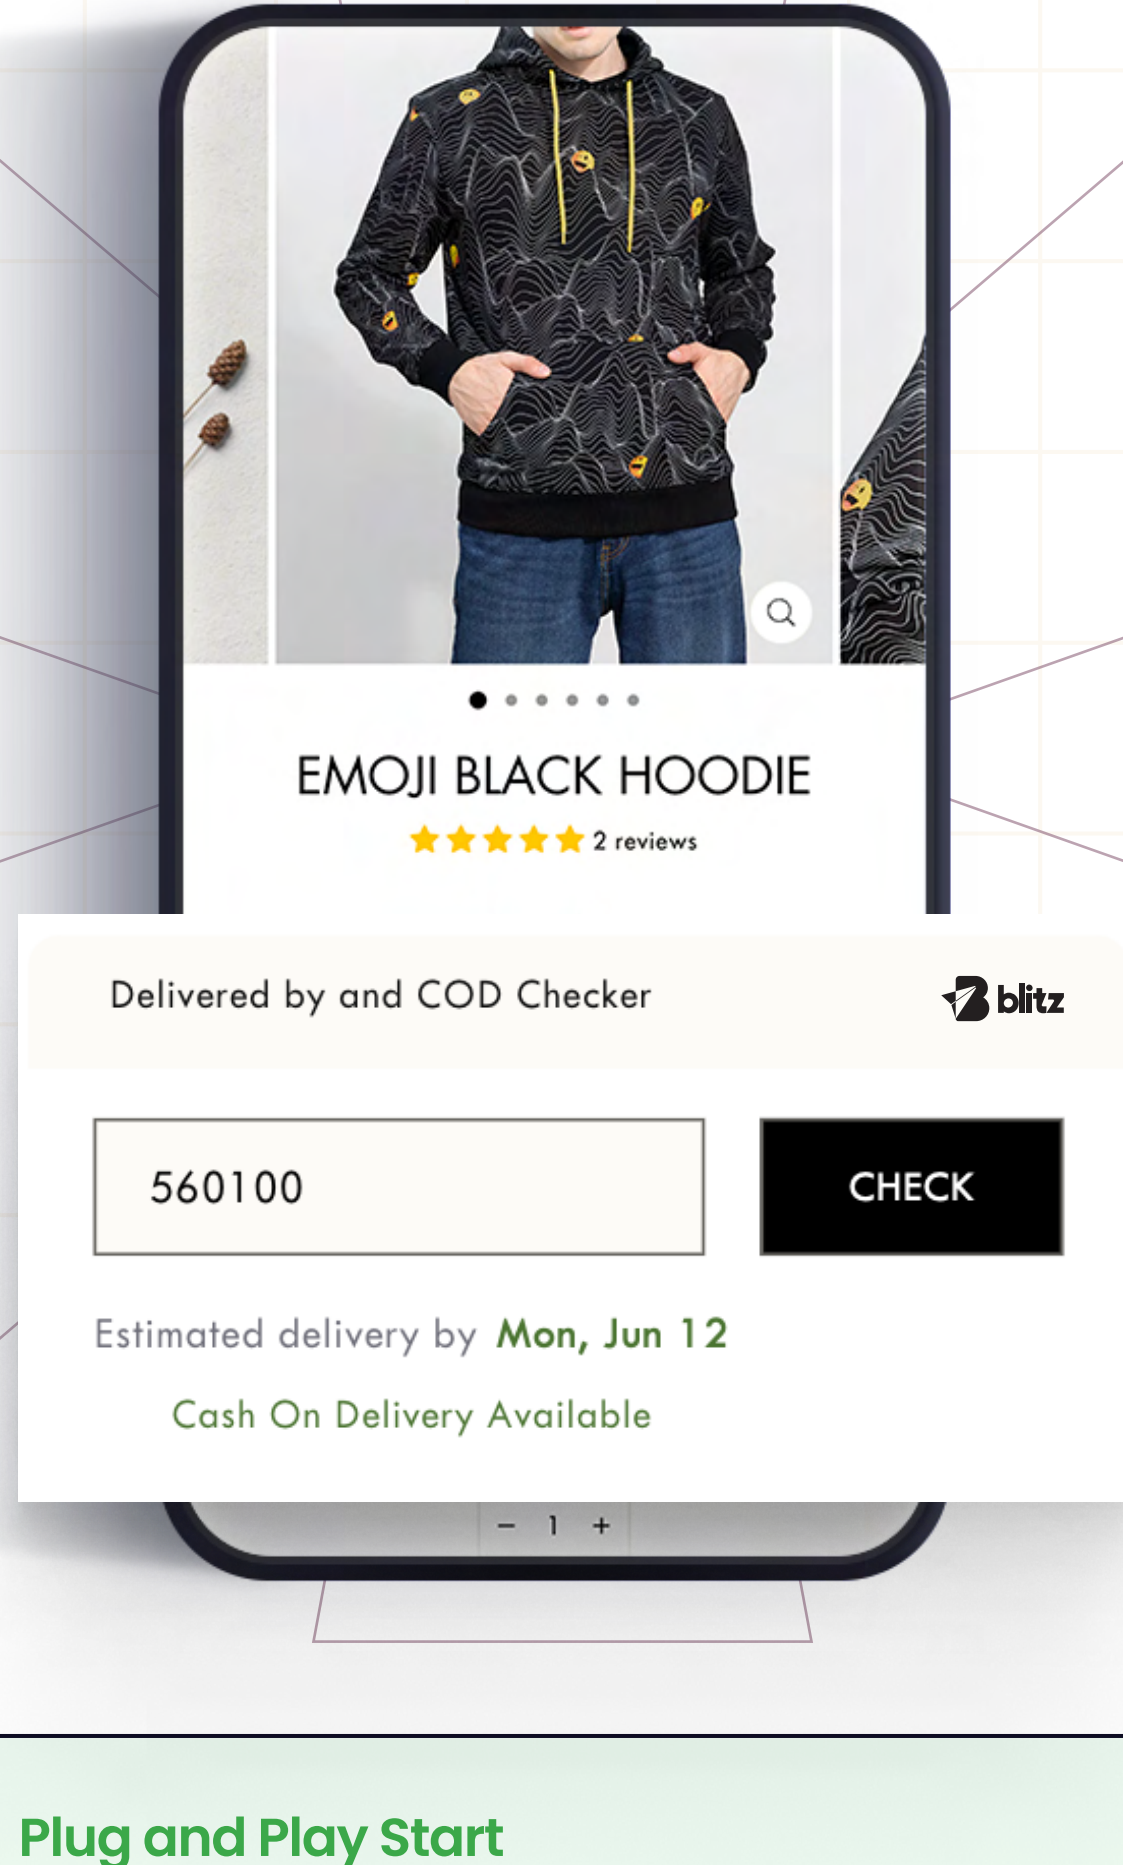 EMOJI BLACK HOODIE
2 reviews
Delivered by and COD Checker
blitz
560100
CHECK
Estimated delivery by Mon, Jun 12
Cash On Delivery Available
− 1 +
Plug and Play Start